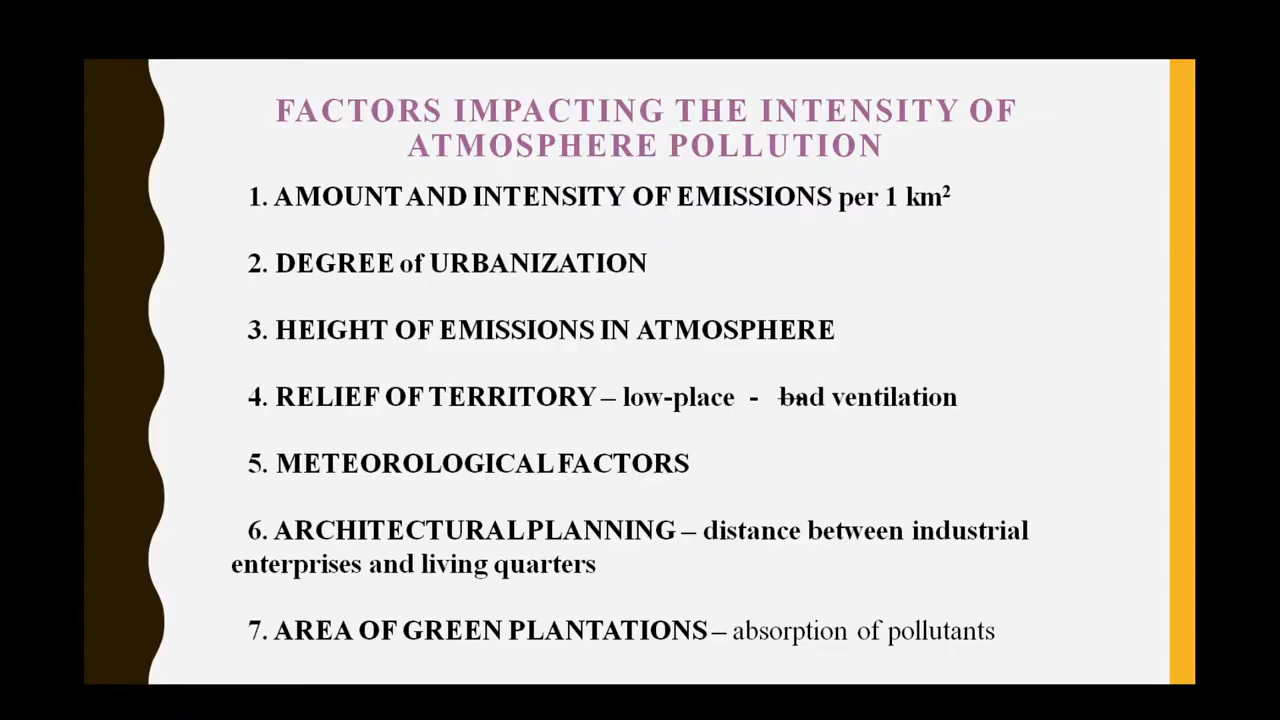 FACTORS IMPACTING THE INTENSITY OF
ATMOSPHERE POLLUTION
1. AMOUNT AND INTENSITY OF EMISSIONS per 1 km²
2. DEGREE of URBANIZATION
3. HEIGHT OF EMISSIONS IN ATMOSPHERE
4. RELIEF OF TERRITORY – low-place - bad ventilation
5. METEOROLOGICAL FACTORS
6. ARCHITECTURAL PLANNING – distance between industrial
enterprises and living quarters
7. AREA OF GREEN PLANTATIONS – absorption of pollutants